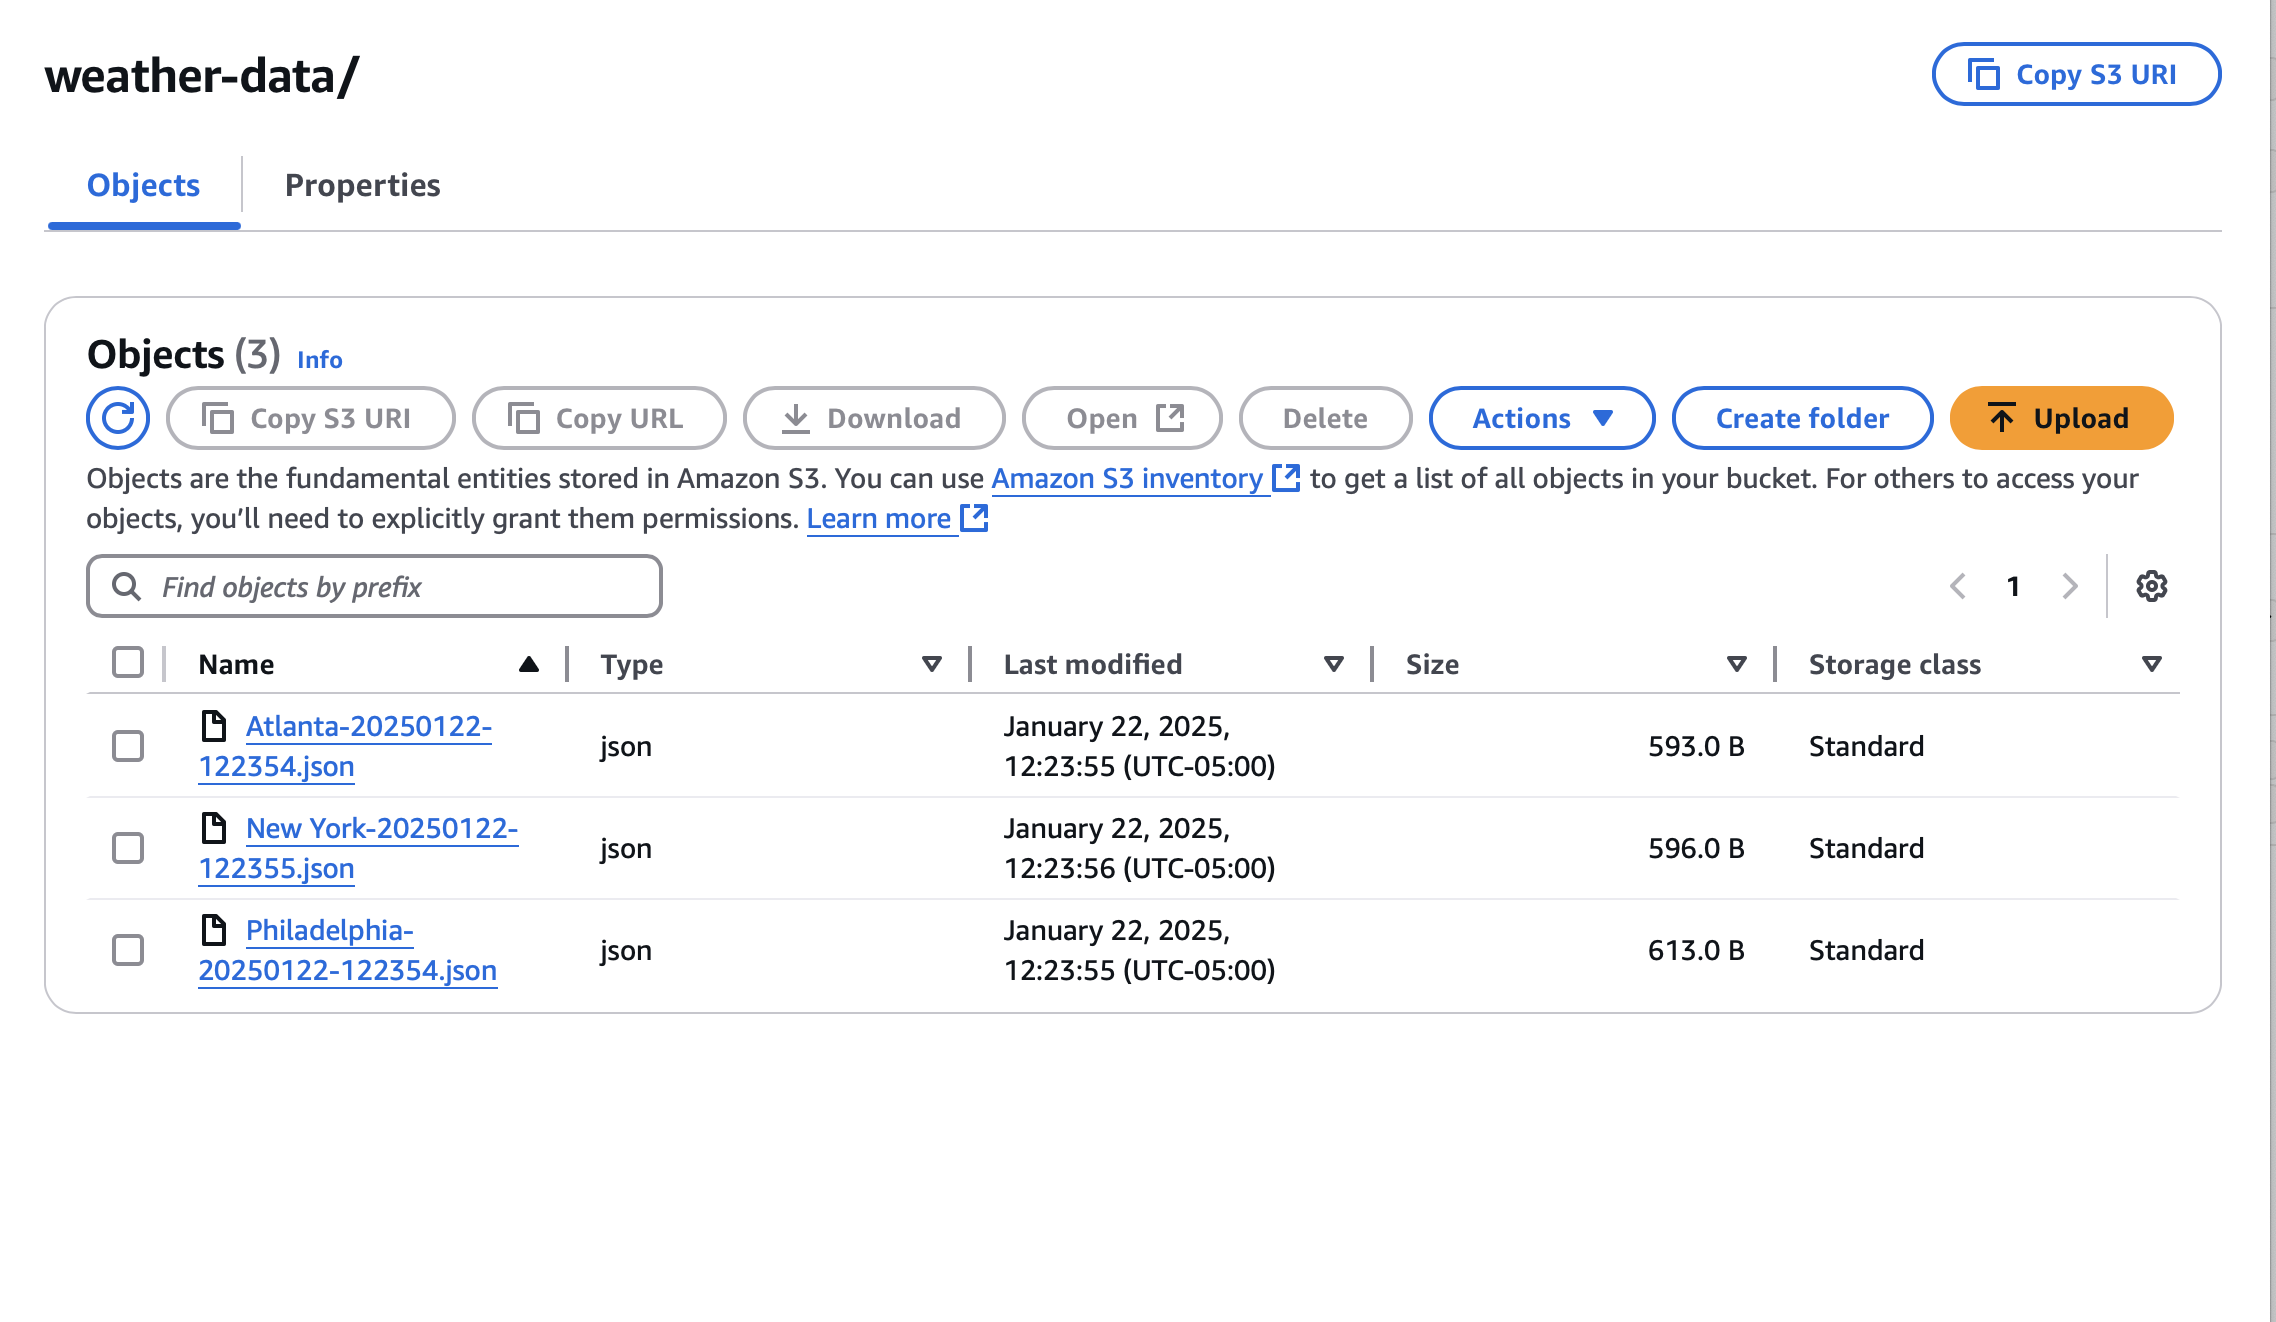 weather-data/
Copy S3 URI
Objects
Properties
Objects (3) Info
Copy S3 URI
Copy URL
Download
Open
Delete
Actions
Create folder
Upload
Objects are the fundamental entities stored in Amazon S3. You can use Amazon S3 inventory to get a list of all objects in your bucket. For others to access your
objects, you’ll need to explicitly grant them permissions. Learn more
Find objects by prefix
1
Name
Type
Last modified
Size
Storage class
Atlanta-20250122-
122354.json
json
January 22, 2025,
12:23:55 (UTC-05:00)
593.0 B
Standard
New York-20250122-
122355.json
json
January 22, 2025,
12:23:56 (UTC-05:00)
596.0 B
Standard
Philadelphia-
20250122-122354.json
json
January 22, 2025,
12:23:55 (UTC-05:00)
613.0 B
Standard